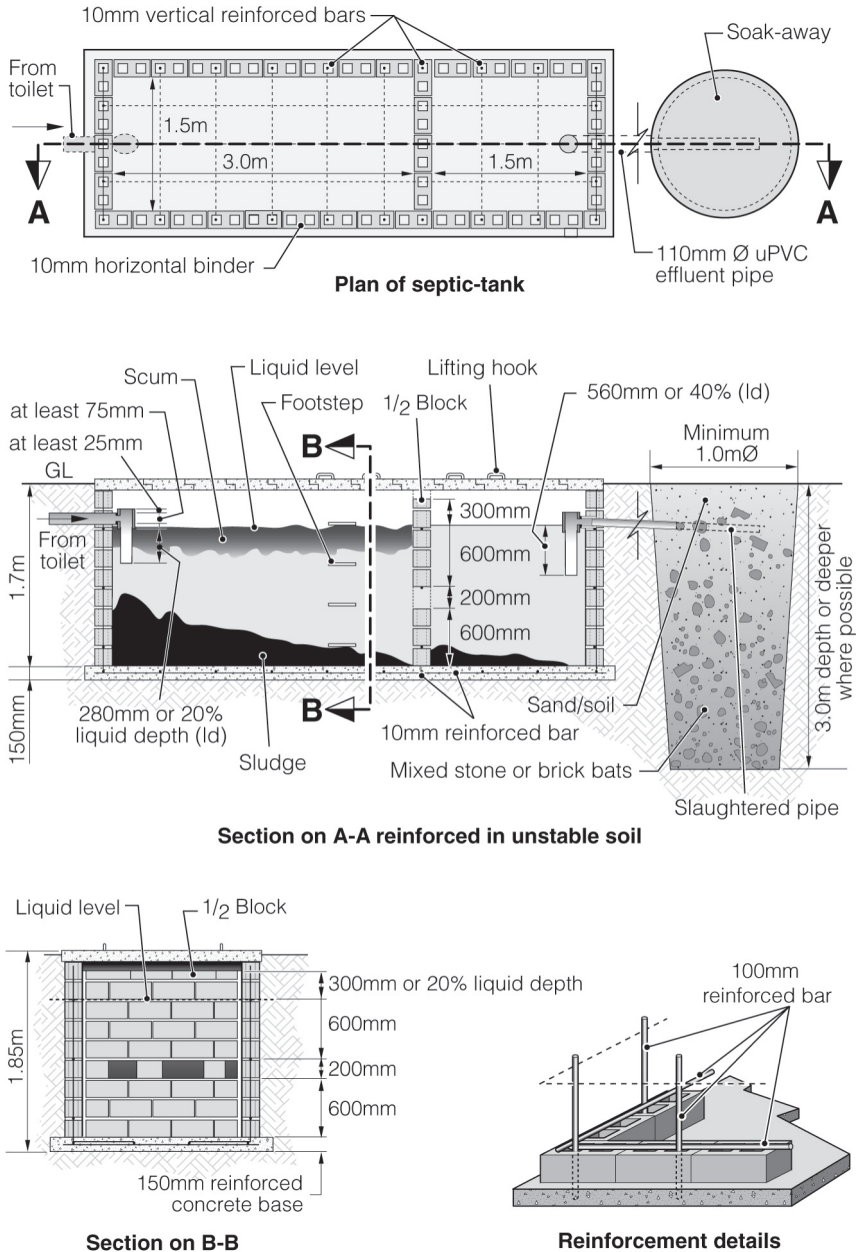 10mm vertical reinforced bars
Soak-away
From
toilet
1.5m
3.0m
1.5m
A
A
10mm horizontal binder
110mm Ø uPVC
effluent pipe
Plan of septic-tank
Scum
Liquid level
Lifting hook
Footstep
1/2 Block
560mm or 40% (ld)
at least 75mm
at least 25mm
B
Minimum
1.0mØ
GL
300mm
From
toilet
600mm
1.7m
200mm
600mm
3.0m depth or deeper
where possible
150mm
280mm or 20%
liquid depth (ld)
B
Sand/soil
10mm reinforced bar
Sludge
Mixed stone or brick bats
Slaughtered pipe
Section on A-A reinforced in unstable soil
Liquid level
1/2 Block
300mm or 20% liquid depth
600mm
1.85m
200mm
600mm
150mm reinforced
concrete base
Section on B-B
100mm
reinforced bar
Reinforcement details